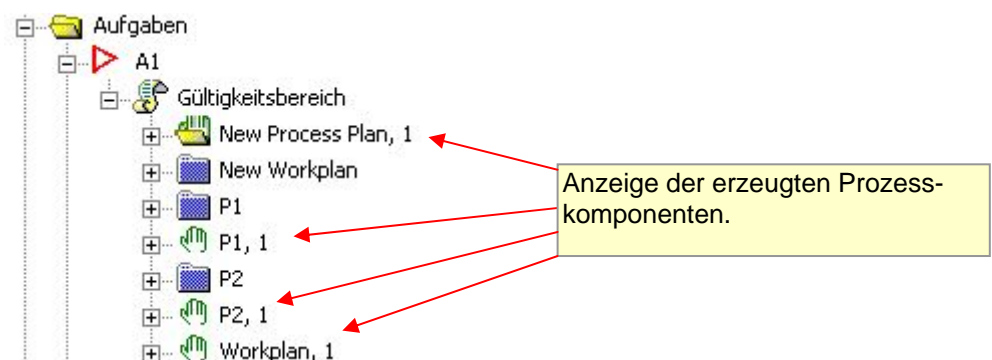 Aufgaben
A1
Gültigkeitsbereich
New Process Plan, 1
New Workplan
P1
P1, 1
P2
P2, 1
Workplan, 1
Anzeige der erzeugten Prozess-
komponenten.